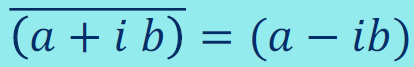 $\overline{(a + i\,b)} = (a - ib)$